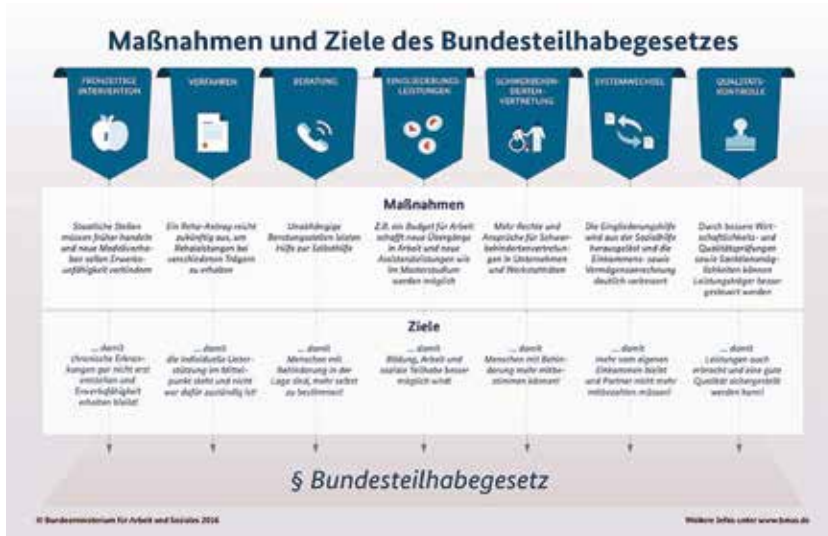 Maßnahmen und Ziele des Bundesteilhabegesetzes
FRÜHZEITIGE
INTERVENTION
VERFAHREN
BERATUNG
EINGLIEDERUNGS-
LEISTUNGEN
SCHWERBEHIN-
DERTEN-
VERTRETUNG
SYSTEMWECHSEL
QUALITÄTS-
KONTROLLE
Maßnahmen
Staatliche Stellen
müssen früher handeln
und neue Modellvorha-
ben sollen Erwerbs-
unfähigkeit verhindern
Ein Reha-Antrag reicht
zukünftig aus, um
Rehaleistungen bei
verschiedenen Trägern
zu erhalten
Unabhängige
Beratungsstellen leisten
Hilfe zur Selbsthilfe
Z.B. ein Budget für Arbeit
schafft neue Übergänge
in Arbeit und neue
Assistenzleistungen wie
im Masterstudium
werden möglich
Mehr Rechte und
Ansprüche für Schwer-
behindertenvertretun-
gen in Unternehmen
und Werkstatträten
Die Eingliederungshilfe
wird aus der Sozialhilfe
herausgelöst und die
Einkommens- sowie
Vermögensanrechnung
deutlich verbessert
Durch bessere Wirt-
schaftlichkeits- und
Qualitätsprüfungen
sowie Sanktionsmög-
lichkeiten können
Leistungsträger besser
gesteuert werden
Ziele
... damit
chronische Erkran-
kungen gar nicht erst
entstehen und
Erwerbsfähigkeit
erhalten bleibt!
... damit
die individuelle Unter-
stützung im Mittel-
punkt steht und nicht
wer dafür zuständig ist!
... damit
Menschen mit
Behinderung in der
Lage sind, mehr selbst
zu bestimmen!
... damit
Bildung, Arbeit und
soziale Teilhabe besser
möglich wird!
... damit
Menschen mit Behin-
derung mehr mitbe-
stimmen können!
... damit
mehr vom eigenen
Einkommen bleibt
und Partner nicht mehr
mitbezahlen müssen!
... damit
Leistungen auch
erbracht und eine gute
Qualität sichergestellt
werden kann!
§ Bundesteilhabegesetz
© Bundesministerium für Arbeit und Soziales 2016
Weitere Infos unter www.bmas.de